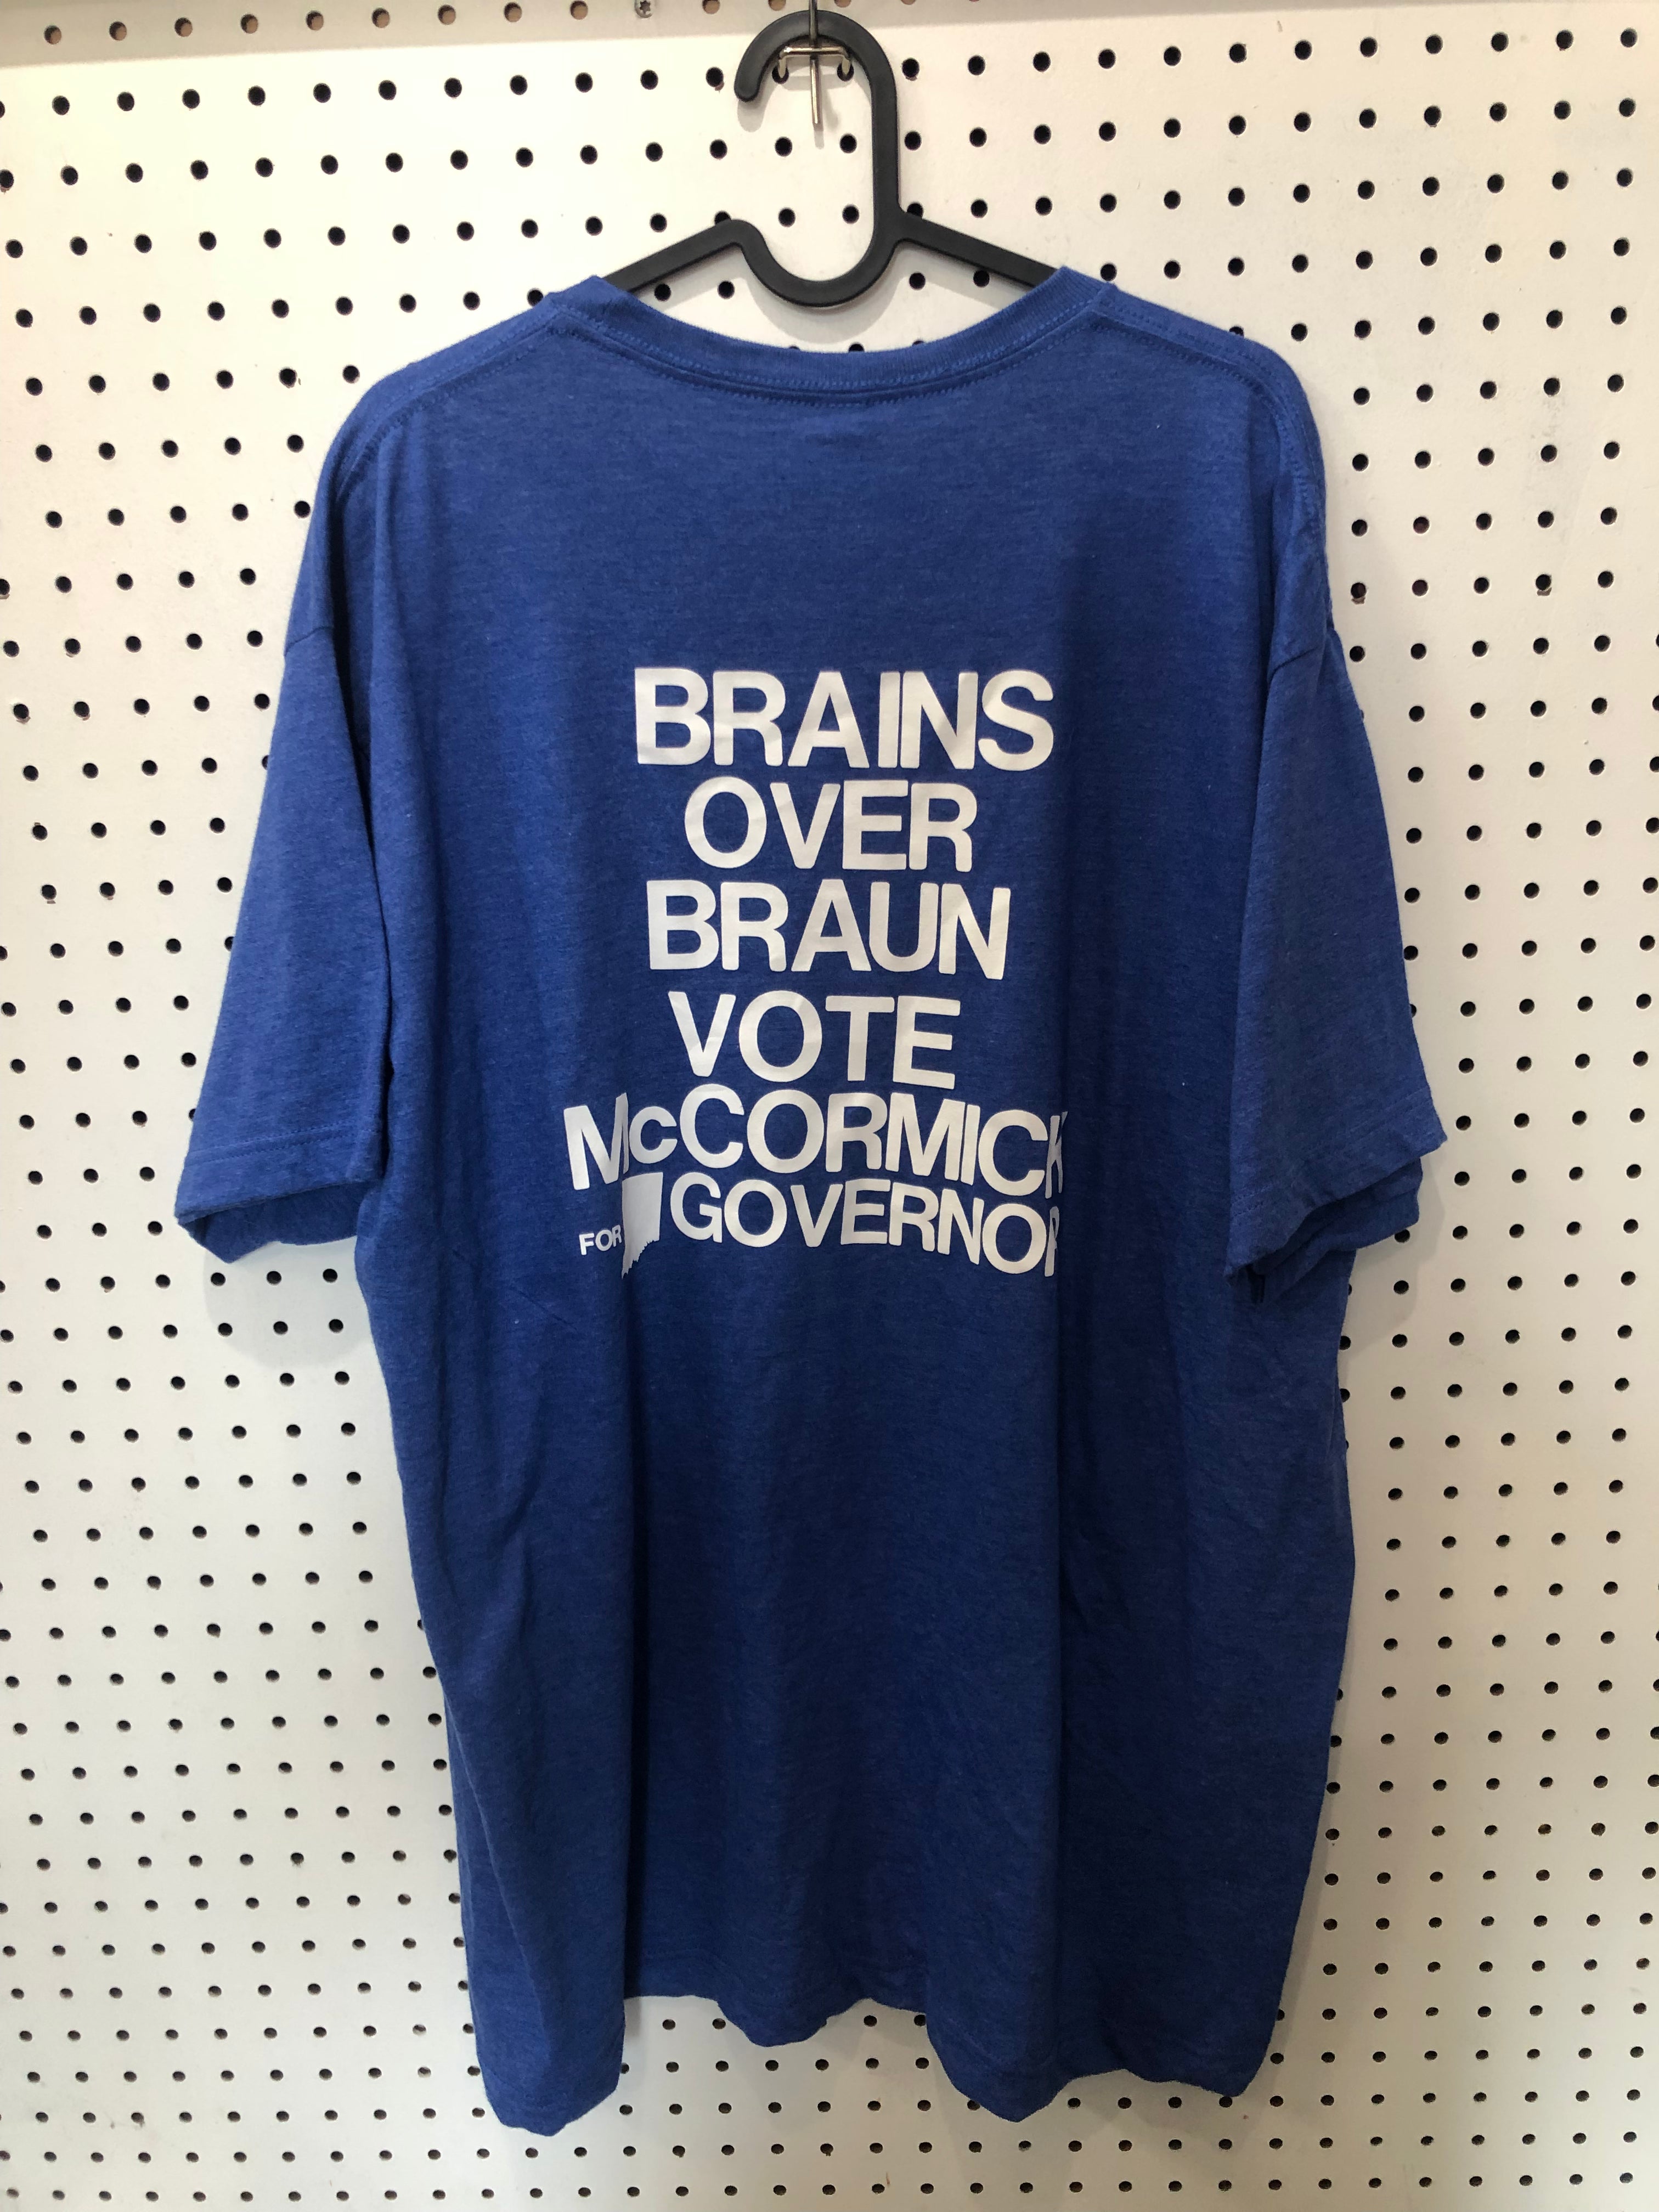 BRAINS
OVER
BRAUN
VOTE
McCORMICK
FOR GOVERNOR